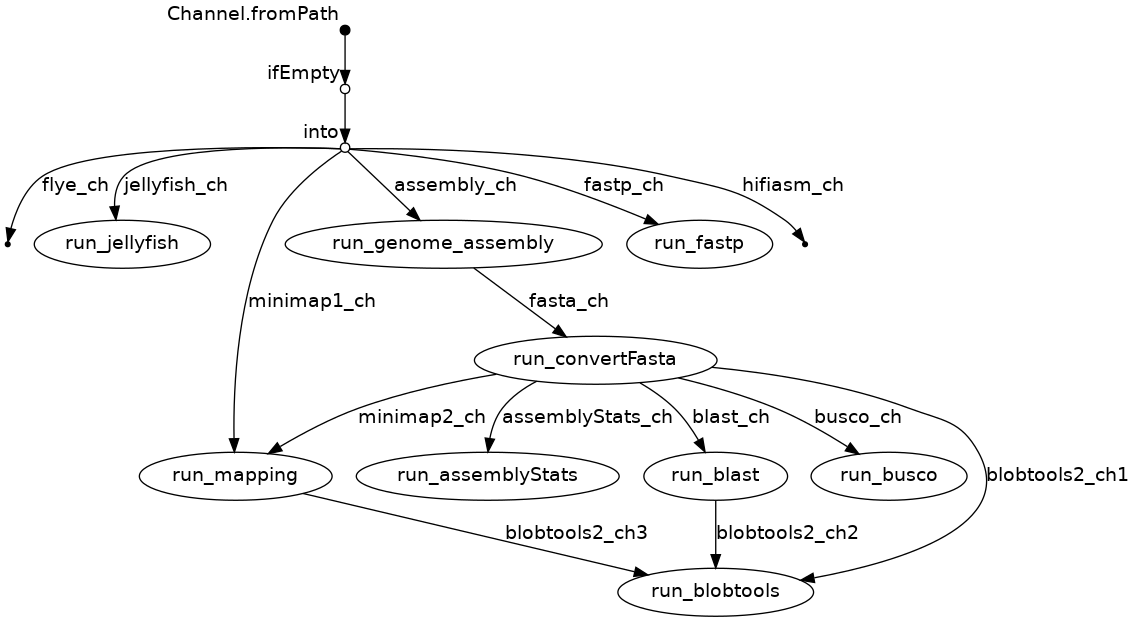 Channel.fromPath
ifEmpty
into
flye_ch
jellyfish_ch
assembly_ch
fastp_ch
hifiasm_ch
run_jellyfish
run_genome_assembly
run_fastp
minimap1_ch
fasta_ch
run_convertFasta
minimap2_ch
assemblyStats_ch
blast_ch
busco_ch
run_mapping
run_assemblyStats
run_blast
run_busco
blobtools2_ch1
blobtools2_ch3
blobtools2_ch2
run_blobtools